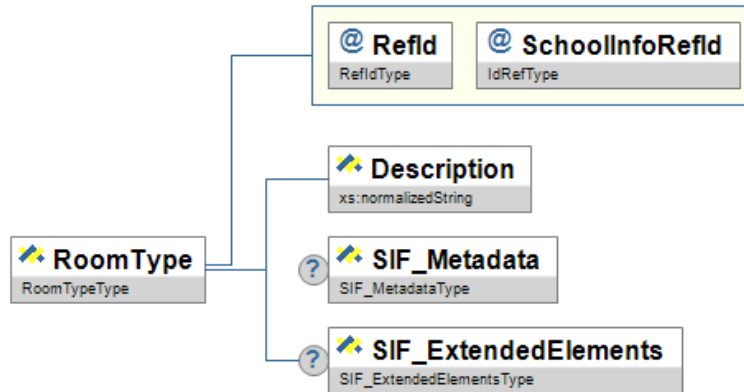 @ RefId
RefIdType
@ SchoolInfoRefId
IdRefType
Description
xs:normalizedString
RoomType
RoomTypeType
? SIF_Metadata
SIF_MetadataType
? SIF_ExtendedElements
SIF_ExtendedElementsType